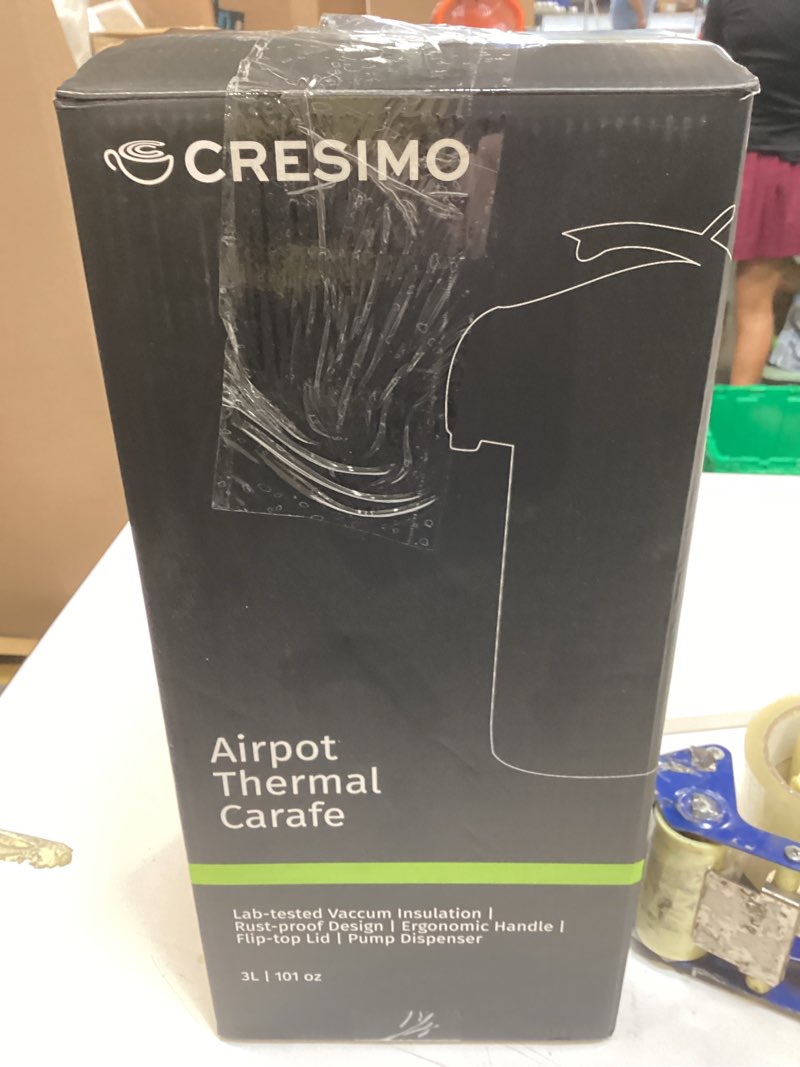 CRESIMO
Airpot
Thermal
Carafe
Lab-tested Vaccum Insulation |
Rust-proof Design | Ergonomic Handle |
Flip-top Lid | Pump Dispenser
3L | 101 oz